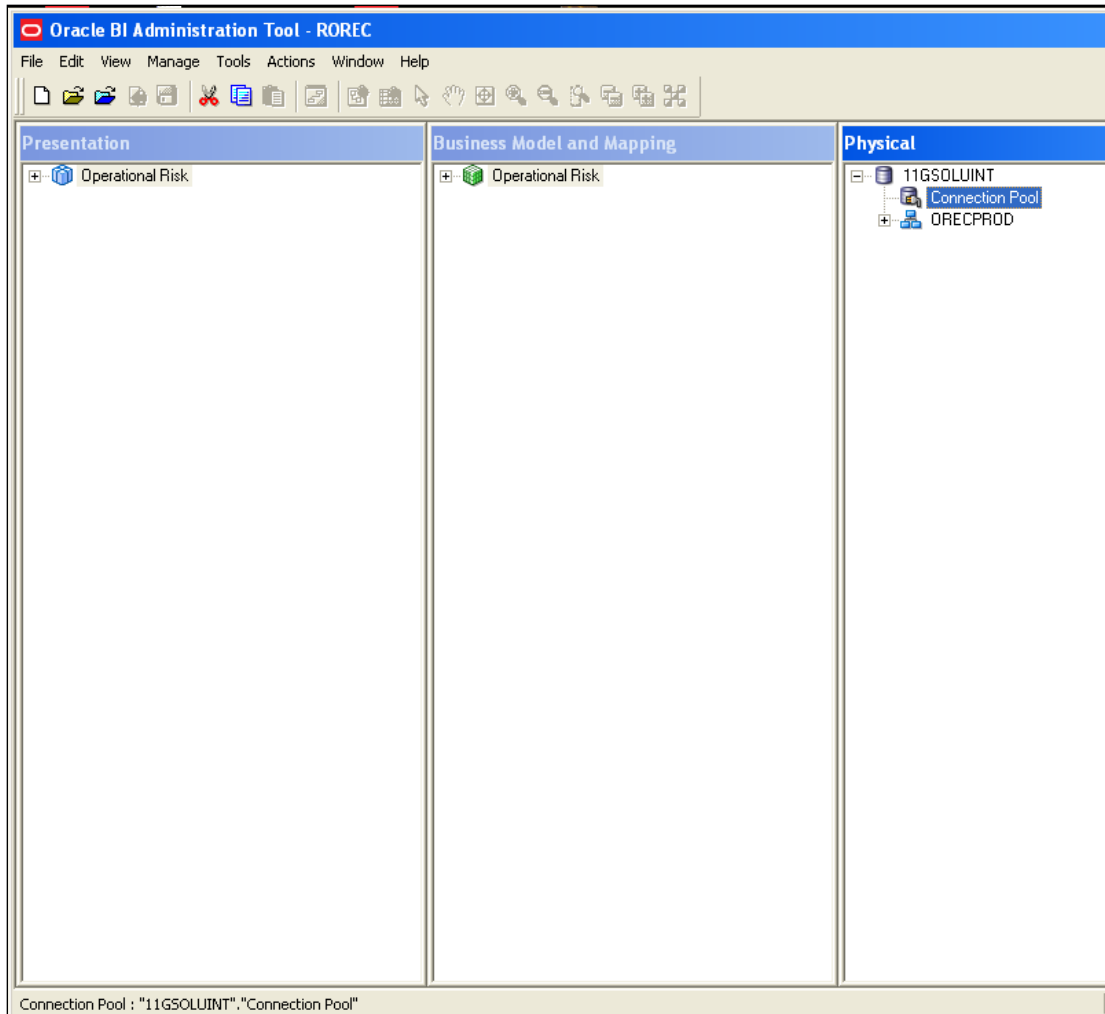 Oracle BI Administration Tool - ROREC
File Edit View Manage Tools Actions Window Help
Presentation
Operational Risk
Business Model and Mapping
Operational Risk
Physical
11GSOLUINT
Connection Pool
ORECPROD
Connection Pool : "11GSOLUINT"."Connection Pool"